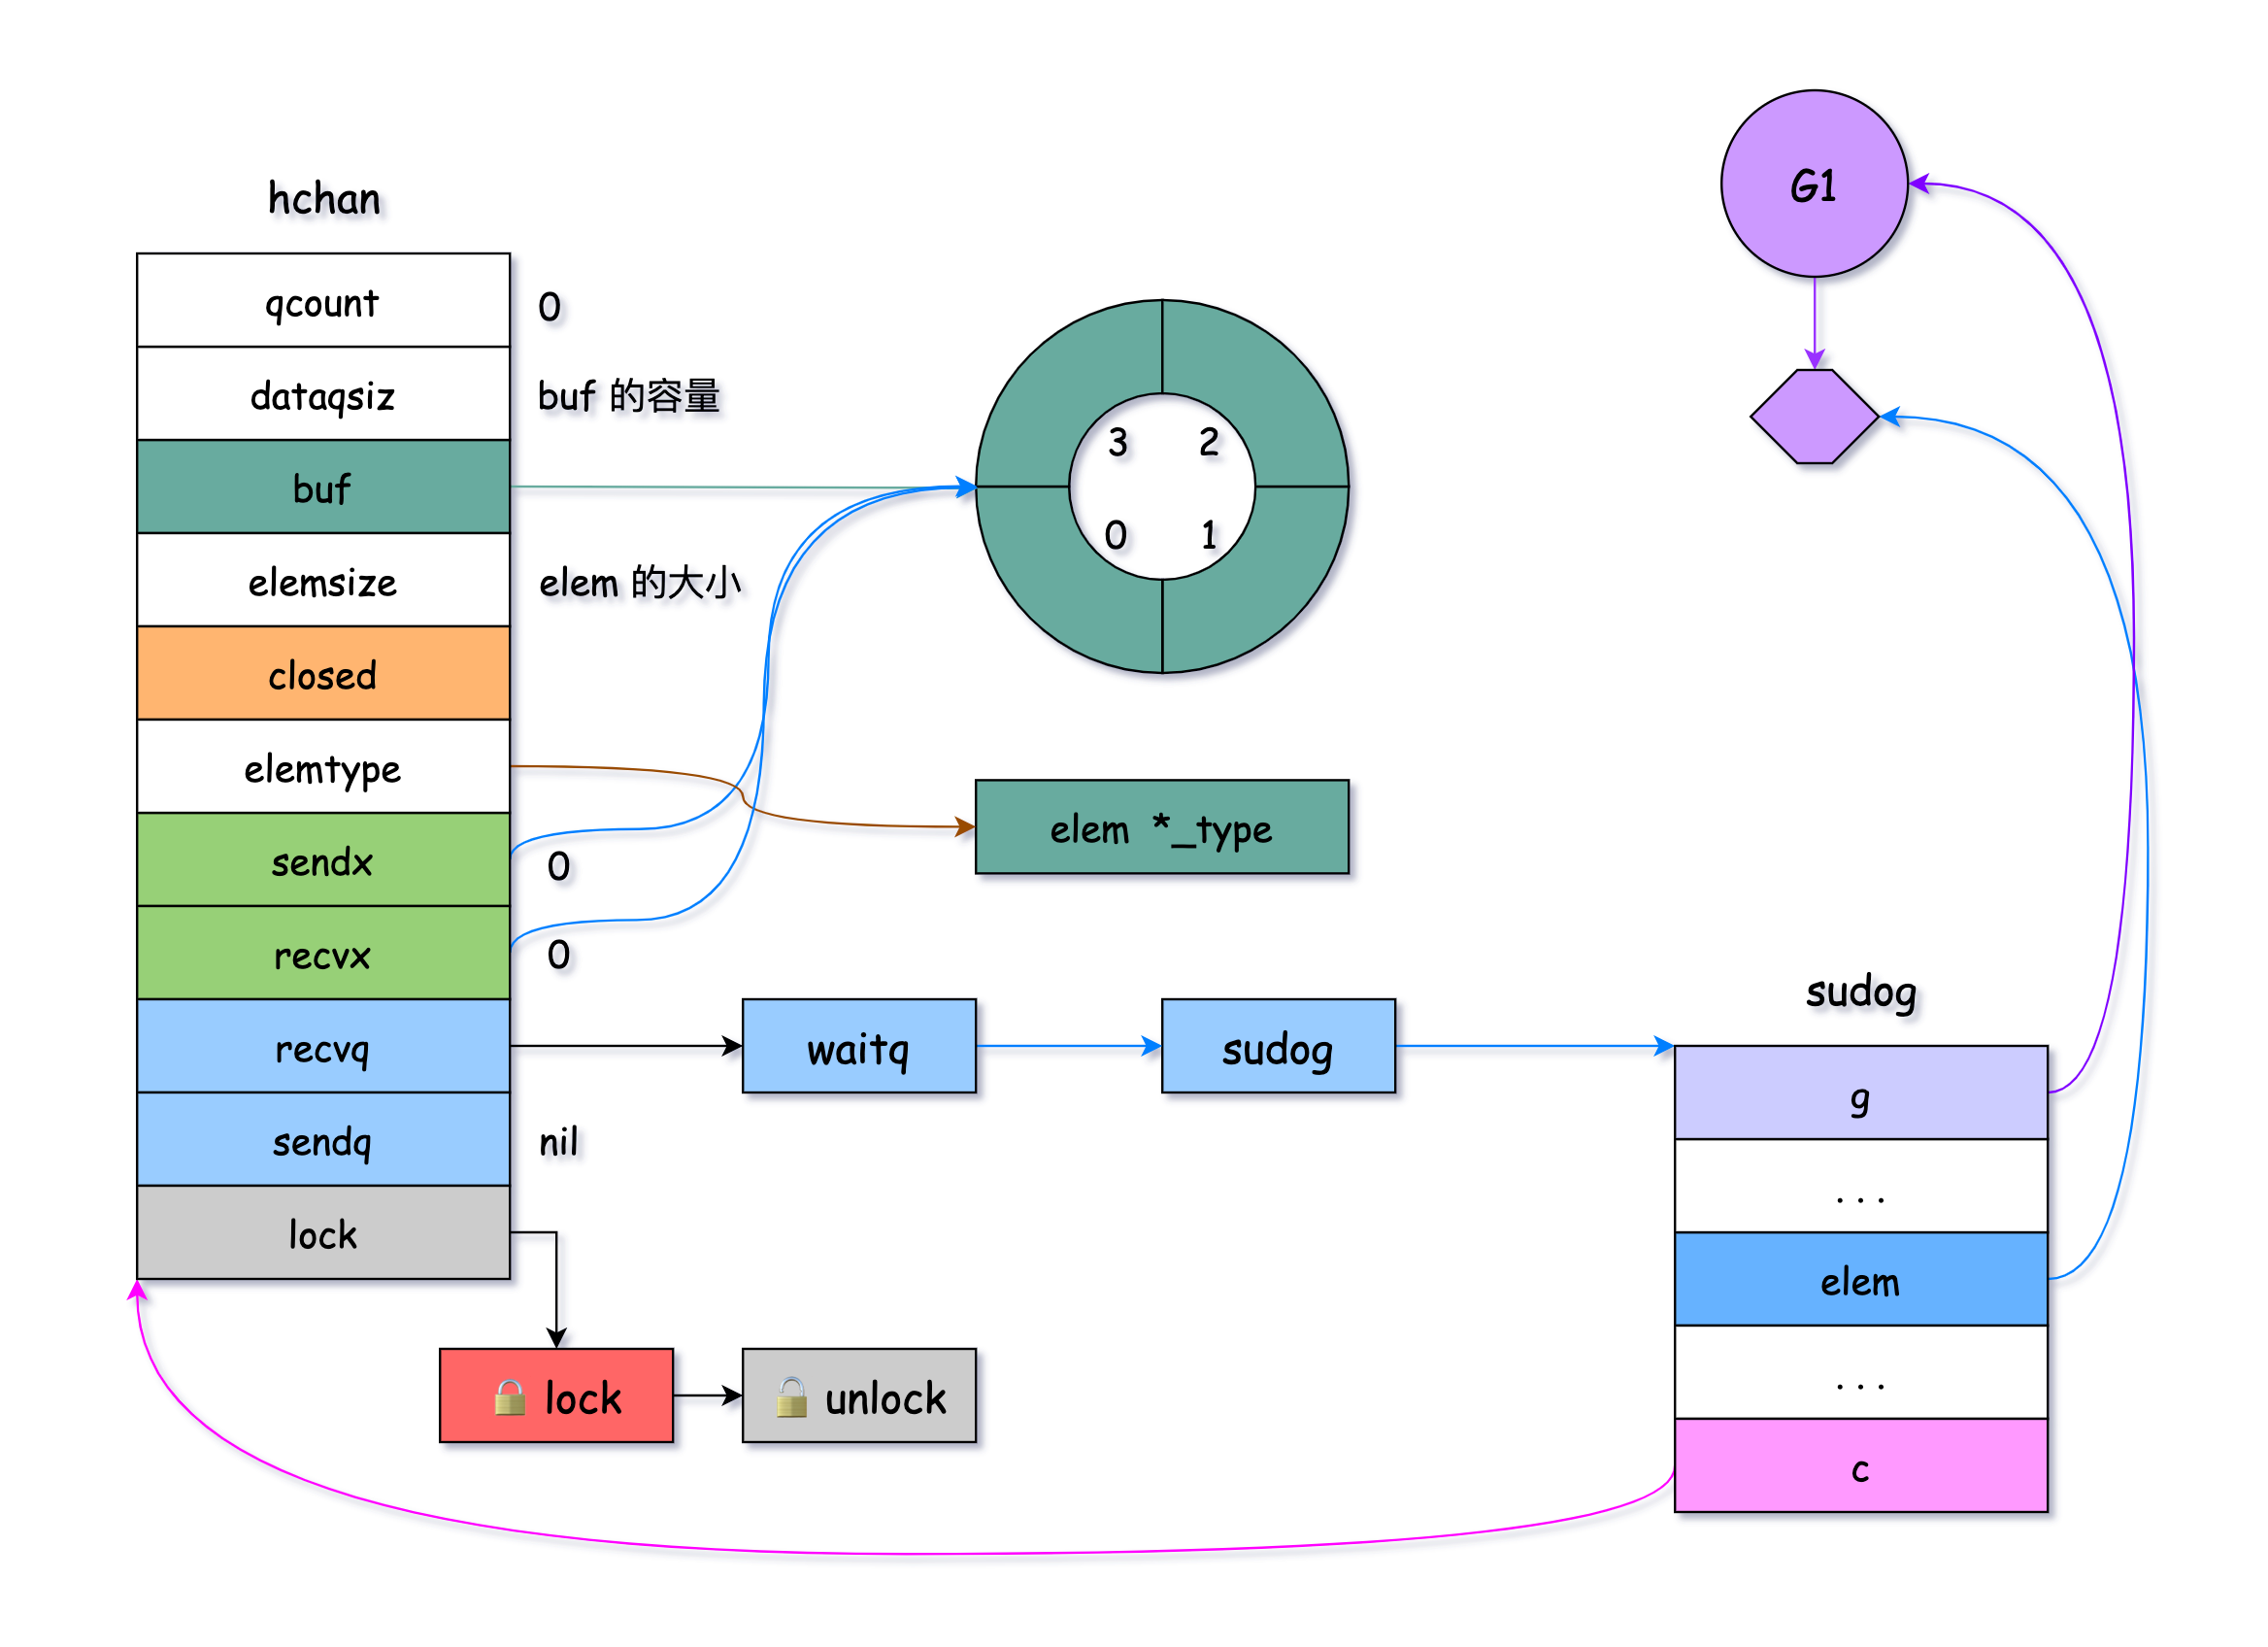 hchan
qcount
0
dataqsiz
buf 的容量
buf
elemsize
elem 的大小
closed
elemtype
sendx
0
recvx
0
recvq
sendq
nil
lock
3 2
0 1
elem *_type
waitq
sudog
🔒 lock
🔓 unlock
G1
sudog
g
...
elem
...
c